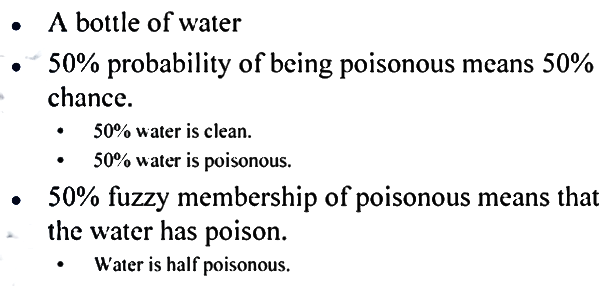 • A bottle of water
• 50% probability of being poisonous means 50%
chance.
• 50% water is clean.
• 50% water is poisonous.
• 50% fuzzy membership of poisonous means that
the water has poison.
• Water is half poisonous.